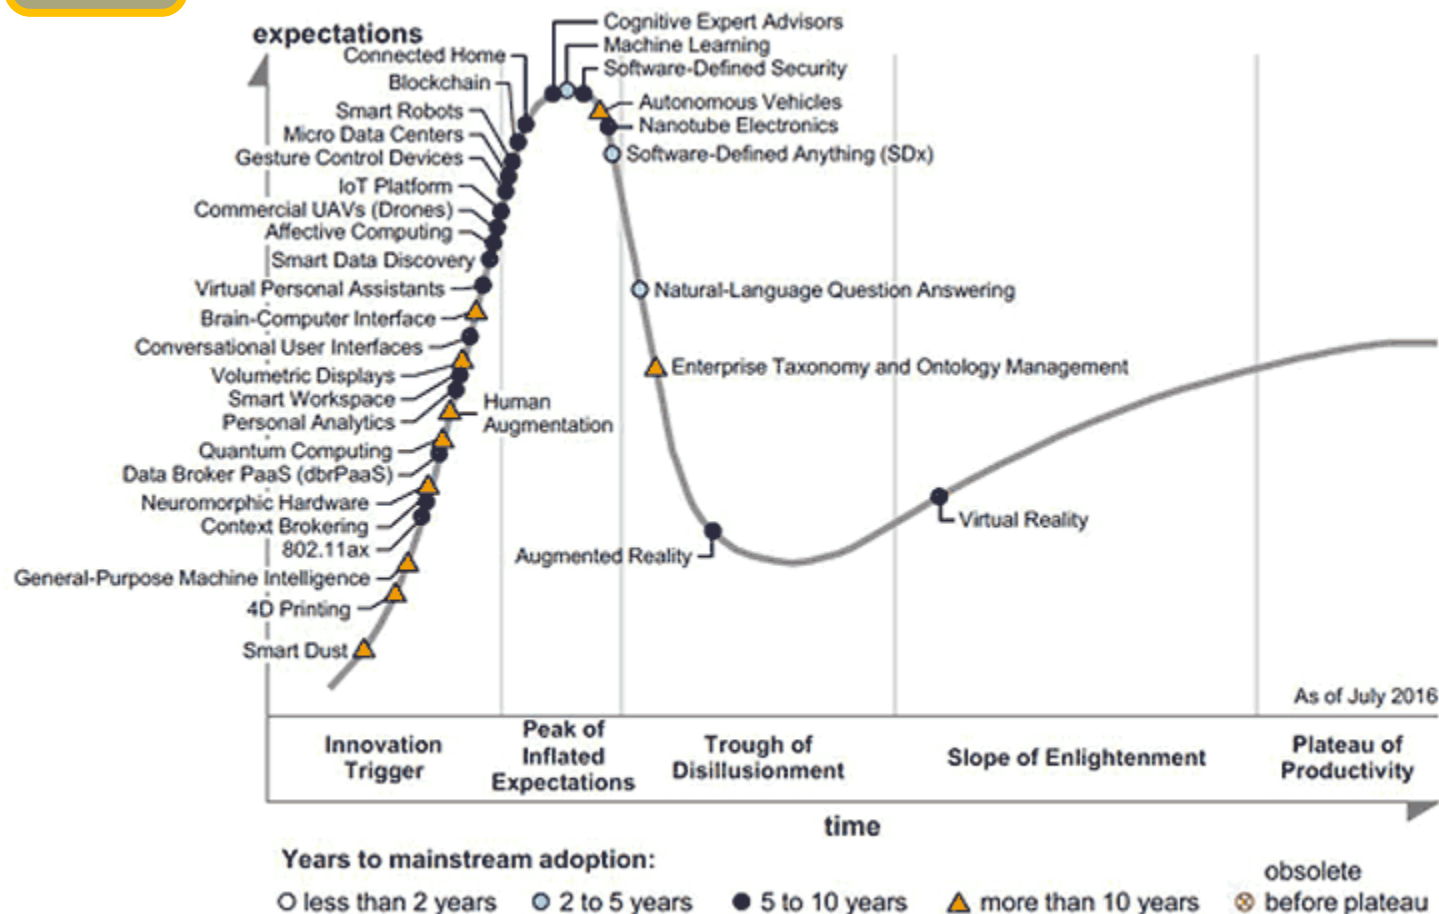 expectations
Cognitive Expert Advisors
Machine Learning
Software-Defined Security
Autonomous Vehicles
Nanotube Electronics
Software-Defined Anything (SDx)
Connected Home
Blockchain
Smart Robots
Micro Data Centers
Gesture Control Devices
IoT Platform
Commercial UAVs (Drones)
Affective Computing
Smart Data Discovery
Virtual Personal Assistants
Brain-Computer Interface
Conversational User Interfaces
Volumetric Displays
Smart Workspace
Personal Analytics
Quantum Computing
Data Broker PaaS (dbrPaaS)
Neuromorphic Hardware
Context Brokering
802.11ax
General-Purpose Machine Intelligence
4D Printing
Smart Dust
Human
Augmentation
Natural-Language Question Answering
Enterprise Taxonomy and Ontology Management
Augmented Reality
Virtual Reality
As of July 2016
Innovation
Trigger
Peak of
Inflated
Expectations
Trough of
Disillusionment
Slope of Enlightenment
Plateau of
Productivity
time
Years to mainstream adoption:
less than 2 years
2 to 5 years
5 to 10 years
more than 10 years
obsolete
before plateau